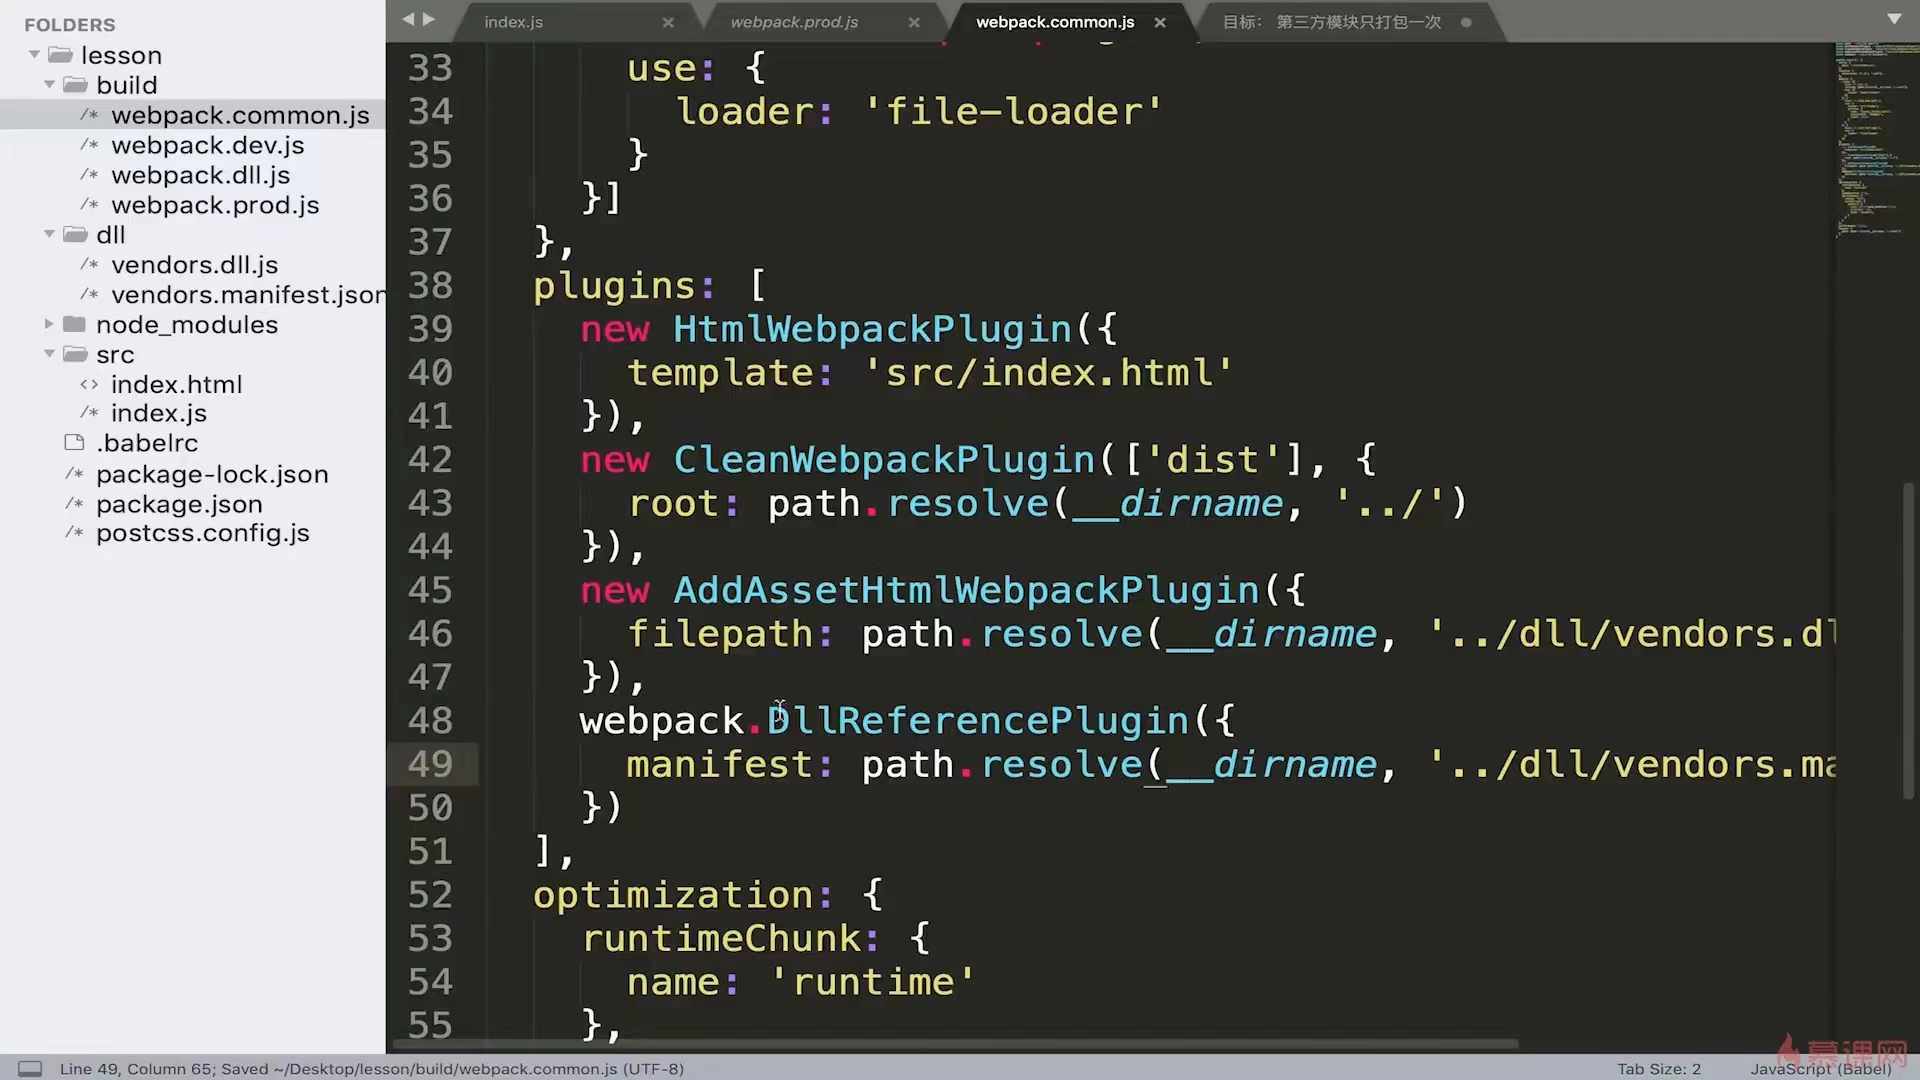 FOLDERS
lesson
build
webpack.common.js
webpack.dev.js
webpack.dll.js
webpack.prod.js
dll
vendors.dll.js
vendors.manifest.json
node_modules
src
index.html
index.js
.babelrc
package-lock.json
package.json
postcss.config.js
index.js
webpack.prod.js
webpack.common.js
目标： 第三方模块只打包一次
33 use: {
34 loader: 'file-loader'
35 }
36 }]
37 },
38 plugins: [
39 new HtmlWebpackPlugin({
40 template: 'src/index.html'
41 }),
42 new CleanWebpackPlugin(['dist'], {
43 root: path.resolve(__dirname, '../')
44 }),
45 new AddAssetHtmlWebpackPlugin({
46 filepath: path.resolve(__dirname, '../dll/vendors.dl
47 }),
48 webpack.DllReferencePlugin({
49 manifest: path.resolve(__dirname, '../dll/vendors.ma
50 })
51 ],
52 optimization: {
53 runtimeChunk: {
54 name: 'runtime'
55 },
Line 49, Column 65; Saved ~/Desktop/lesson/build/webpack.common.js (UTF-8)
Tab Size: 2
JavaScript (Babel)
慕课网